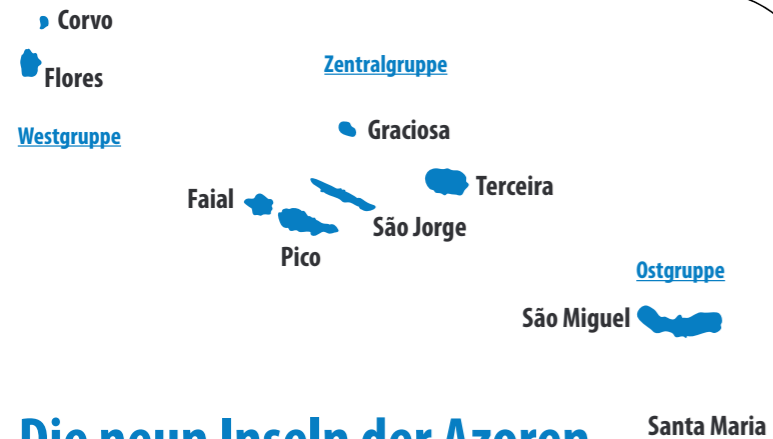 Corvo
Flores
Zentralgruppe
Westgruppe
Graciosa
Terceira
Faial
São Jorge
Pico
Ostgruppe
São Miguel
Santa Maria
Die neun Inseln der Azoren